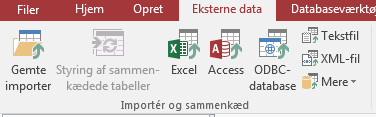 Filer Hjem Opret Eksterne data Databaseværktø
Gemte importer
Styring af sammen-
kædede tabeller
Excel
Access
ODBC-
database
Tekstfil
XML-fil
Mere
Importér og sammenkæd